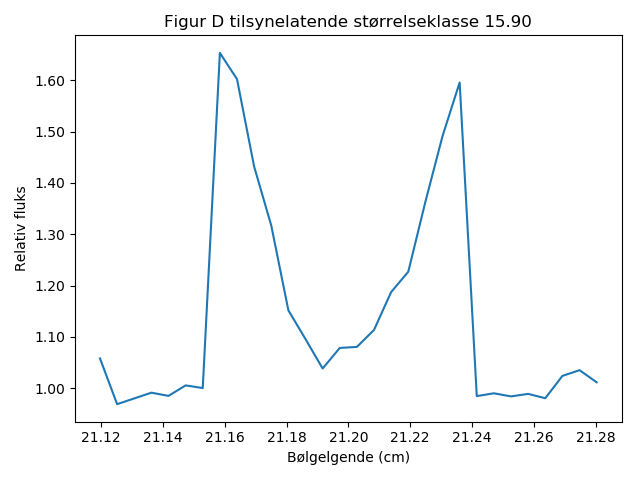 Figur D tilsynelatende størrelseklasse 15.90
Relativ fluks
1.60
1.50
1.40
1.30
1.20
1.10
1.00
21.12 21.14 21.16 21.18 21.20 21.22 21.24 21.26 21.28
Bølgelgende (cm)